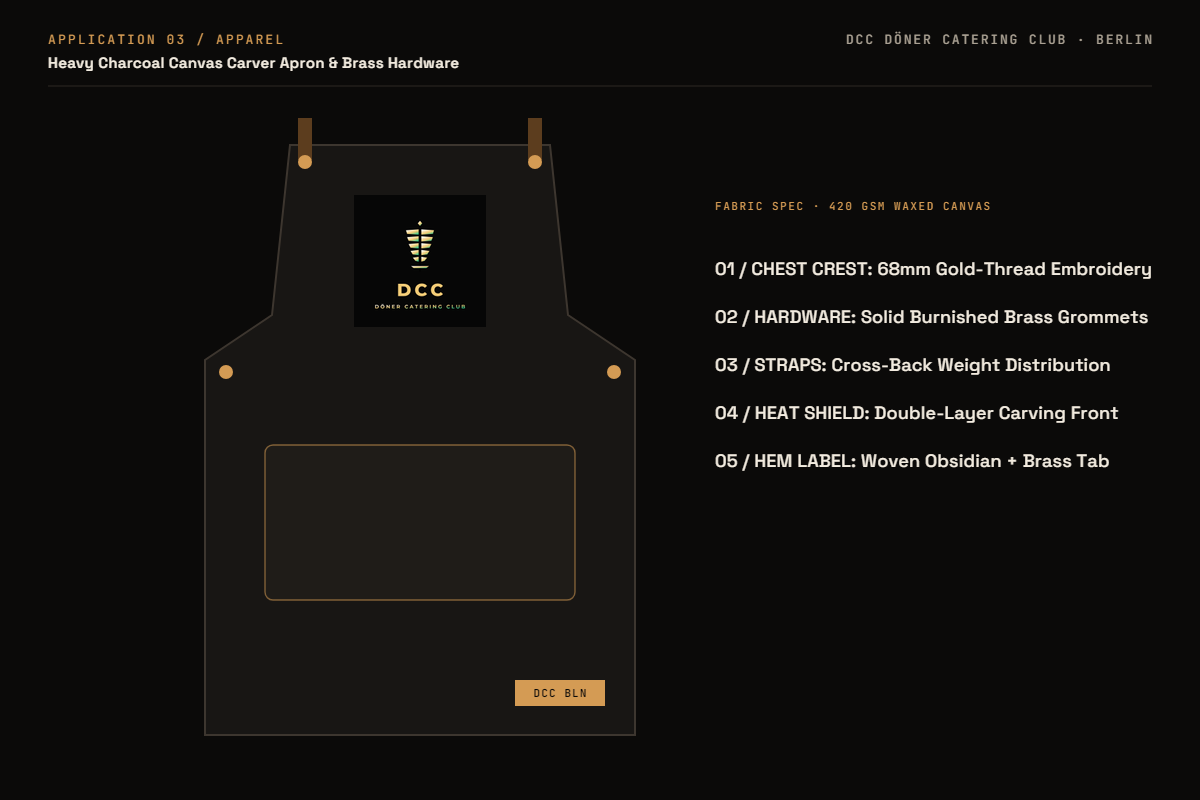 APPLICATION 03 / APPAREL
DCC DÖNER CATERING CLUB · BERLIN
Heavy Charcoal Canvas Carver Apron & Brass Hardware
DCC
DÖNER CATERING CLUB
FABRIC SPEC · 420 GSM WAXED CANVAS
01 / CHEST CREST: 68mm Gold-Thread Embroidery
02 / HARDWARE: Solid Burnished Brass Grommets
03 / STRAPS: Cross-Back Weight Distribution
04 / HEAT SHIELD: Double-Layer Carving Front
05 / HEM LABEL: Woven Obsidian + Brass Tab
DCC BLN